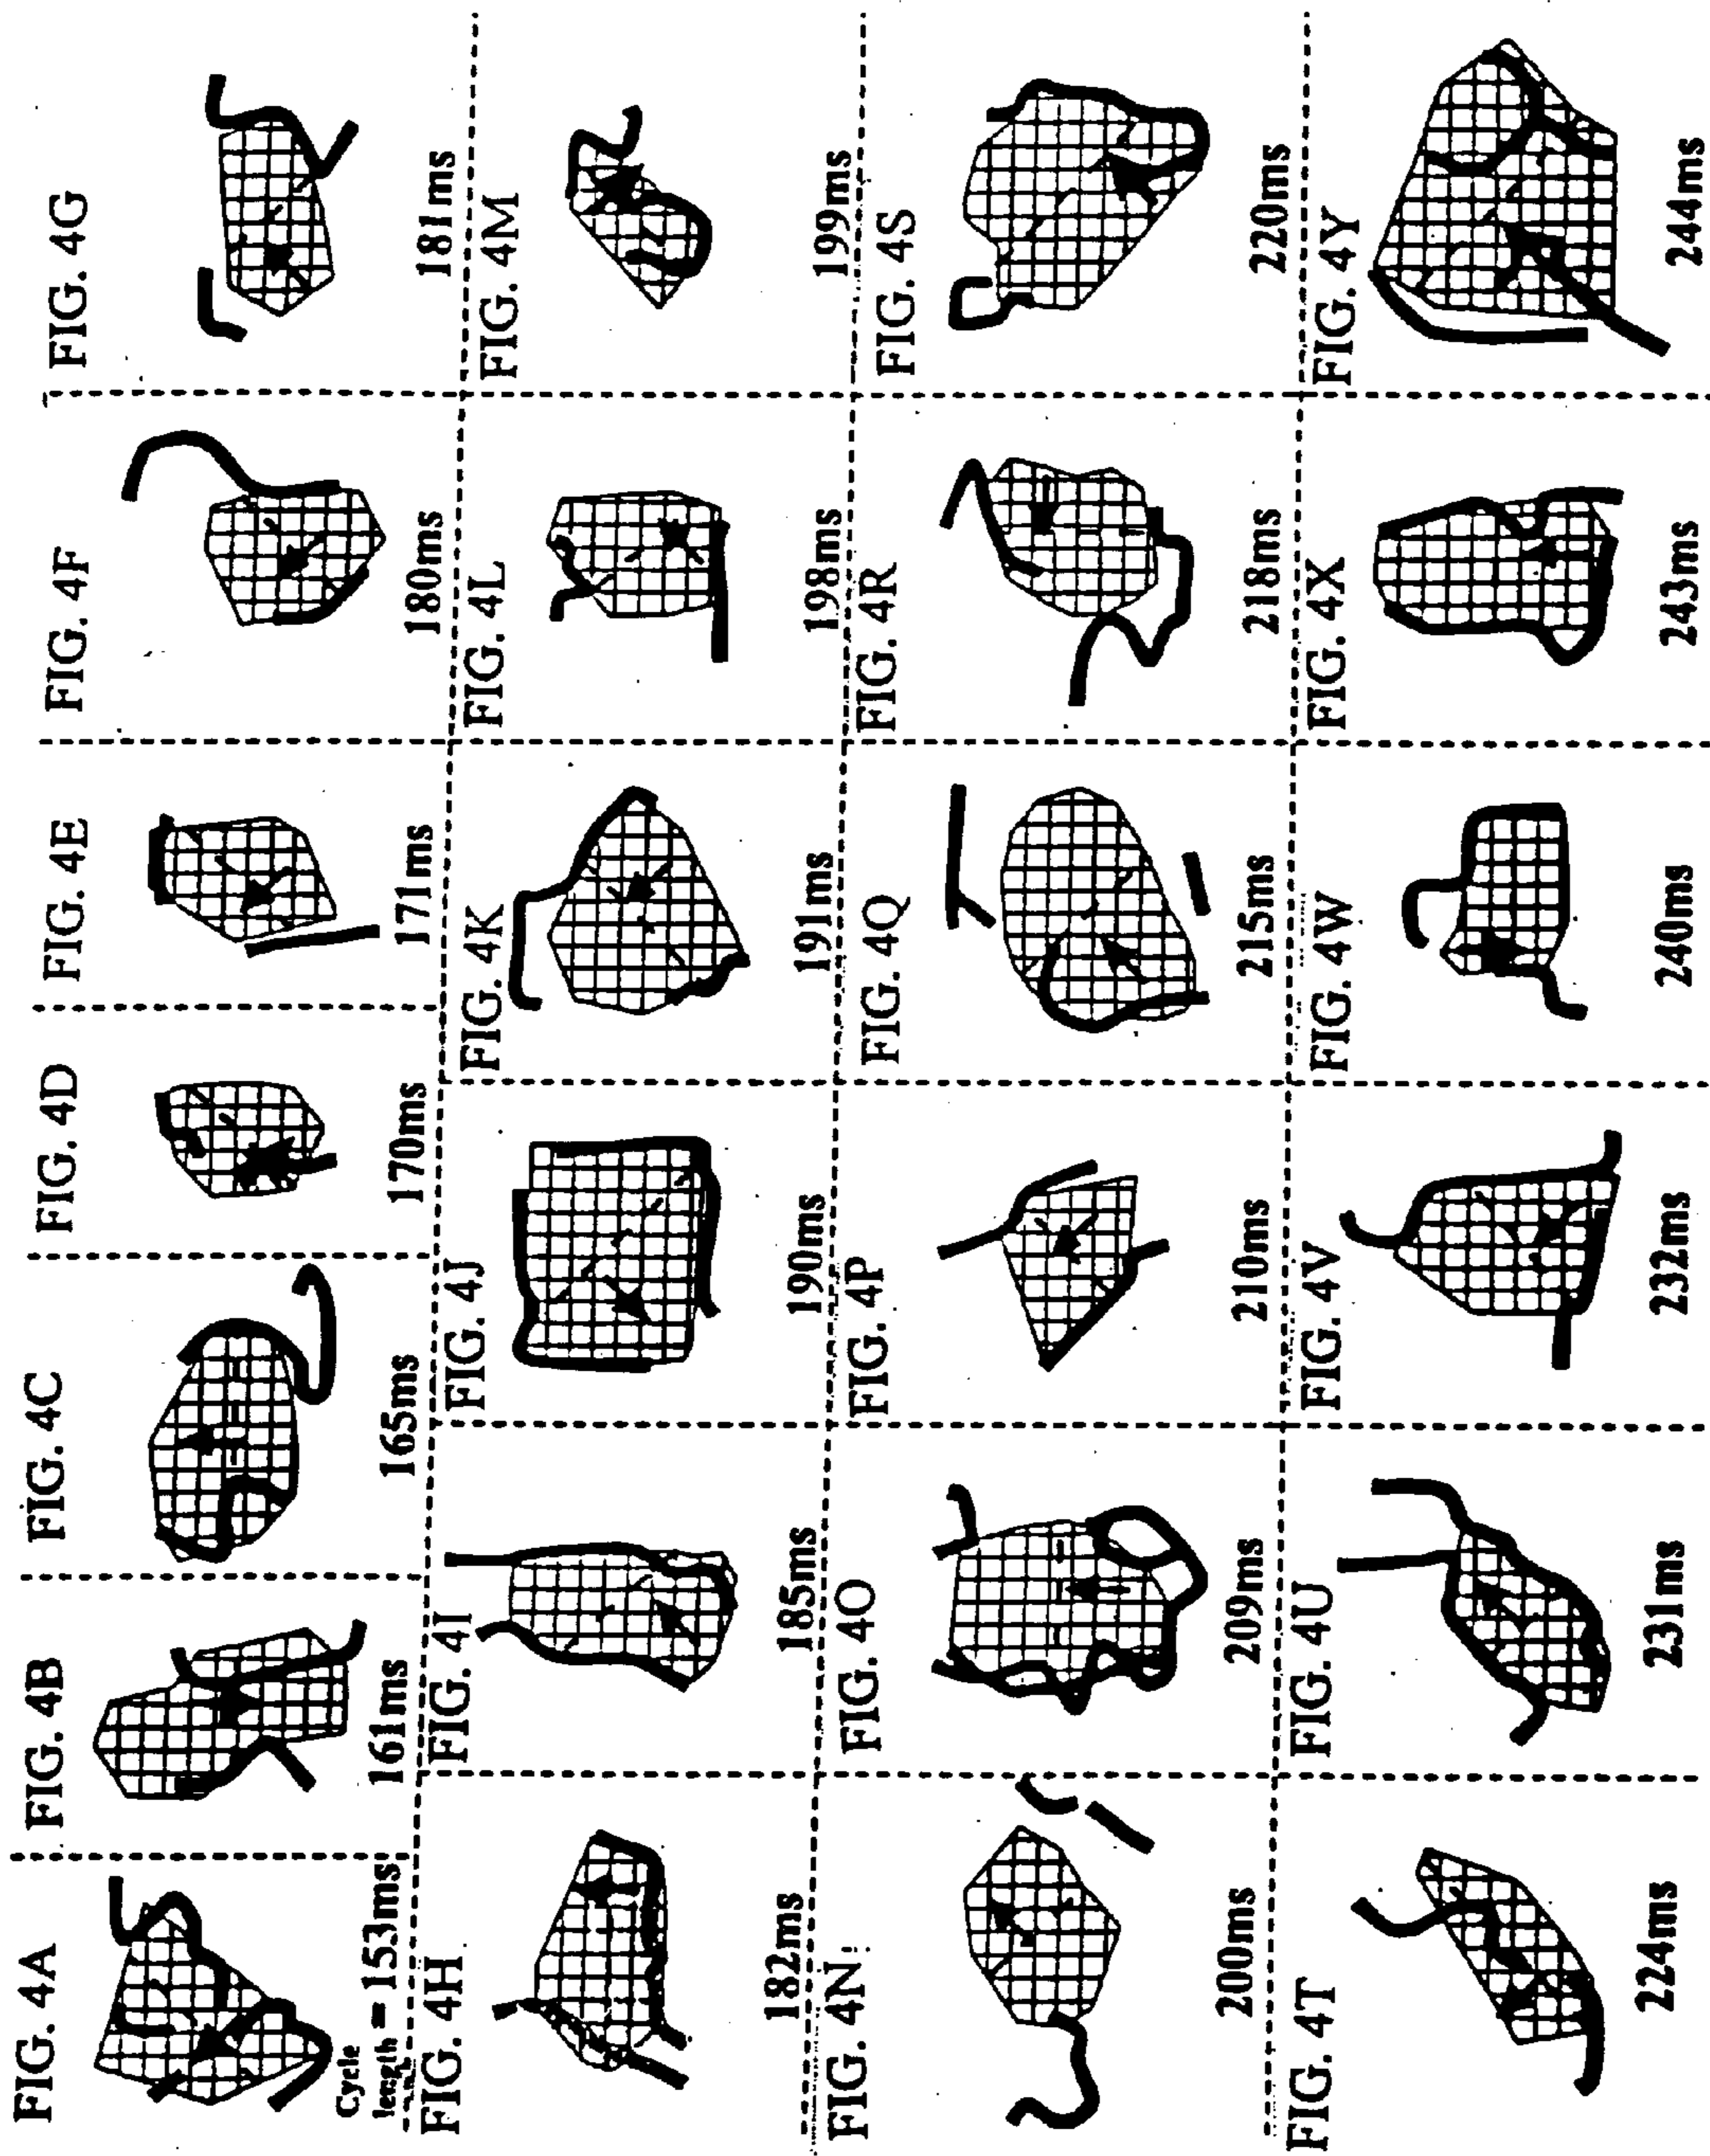 FIG. 4A
Cycle
length = 153ms
FIG. 4B
161ms
FIG. 4C
165ms
FIG. 4D
170ms
FIG. 4E
171ms
FIG. 4F
180ms
FIG. 4G
181ms
FIG. 4H
182ms
FIG. 4I
185ms
FIG. 4J
190ms
FIG. 4K
191ms
FIG. 4L
198ms
FIG. 4M
199ms
FIG. 4N
200ms
FIG. 4O
209ms
FIG. 4P
210ms
FIG. 4Q
215ms
FIG. 4R
218ms
FIG. 4S
220ms
FIG. 4T
224ms
FIG. 4U
231ms
FIG. 4V
232ms
FIG. 4W
240ms
FIG. 4X
243ms
FIG. 4Y
244ms